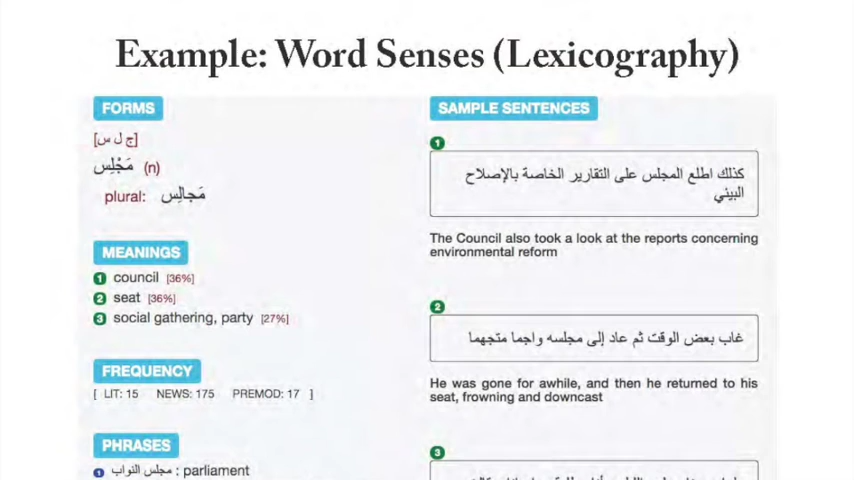 Example: Word Senses (Lexicography)
FORMS
[ج ل س]
مَجْلِس (n)
plural: مَجالِس
MEANINGS
1 council [36%]
2 seat [36%]
3 social gathering, party [27%]
FREQUENCY
[ LIT: 15 NEWS: 175 PREMOD: 17 ]
PHRASES
1 مجلس النواب : parliament
SAMPLE SENTENCES
1
كذلك اطلع المجلس على التقارير الخاصة بالإصلاح
البيئي
The Council also took a look at the reports concerning
environmental reform
2
غاب بعض الوقت ثم عاد إلى مجلسه واجما متجهما
He was gone for awhile, and then he returned to his
seat, frowning and downcast
3